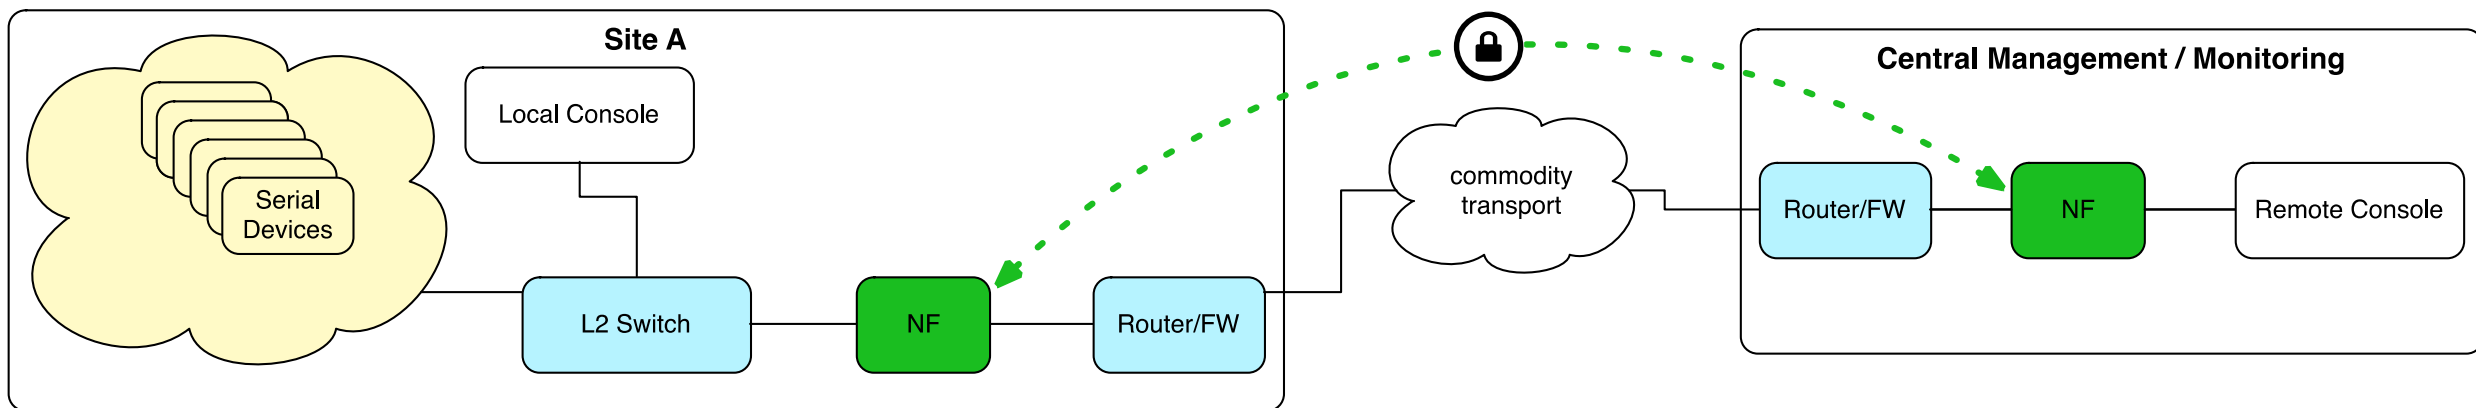 Site A
Local Console
Serial
Devices
L2 Switch
NF
Router/FW
commodity
transport
Central Management / Monitoring
Router/FW
NF
Remote Console